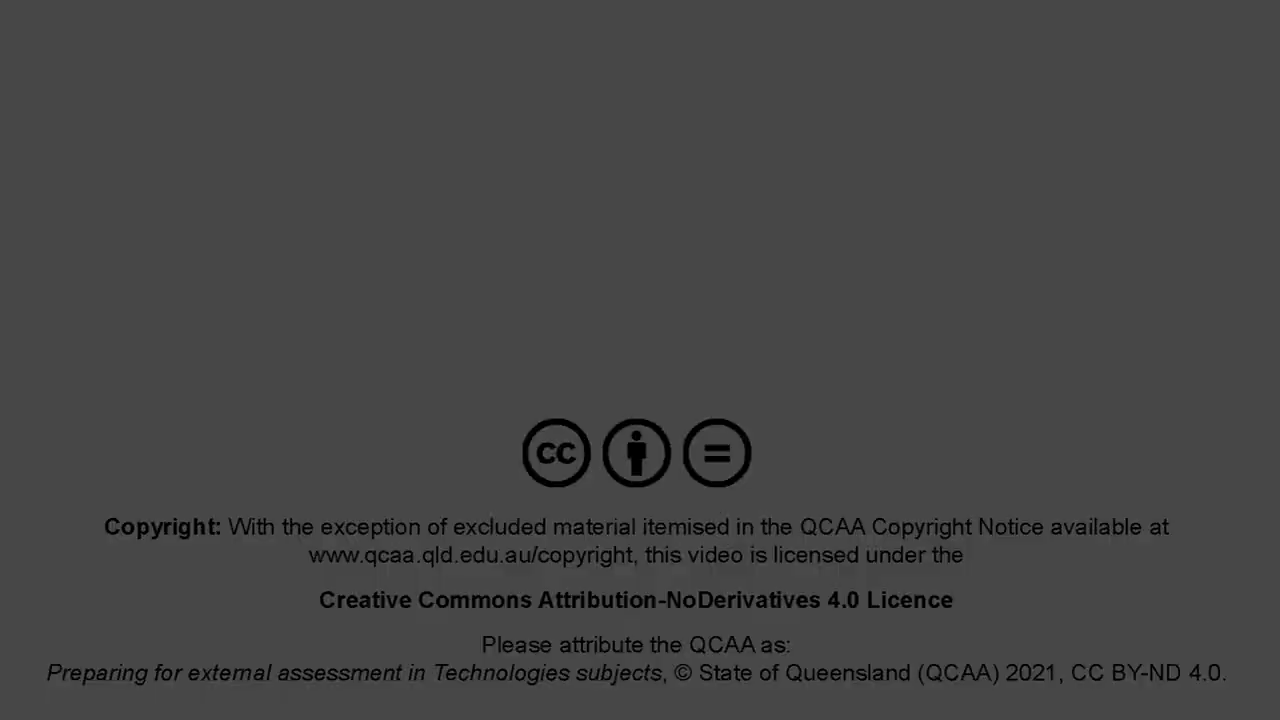 CC
Copyright: With the exception of excluded material itemised in the QCAA Copyright Notice available at
www.qcaa.qld.edu.au/copyright, this video is licensed under the
Creative Commons Attribution-NoDerivatives 4.0 Licence
Please attribute the QCAA as:
Preparing for external assessment in Technologies subjects, © State of Queensland (QCAA) 2021, CC BY-ND 4.0.